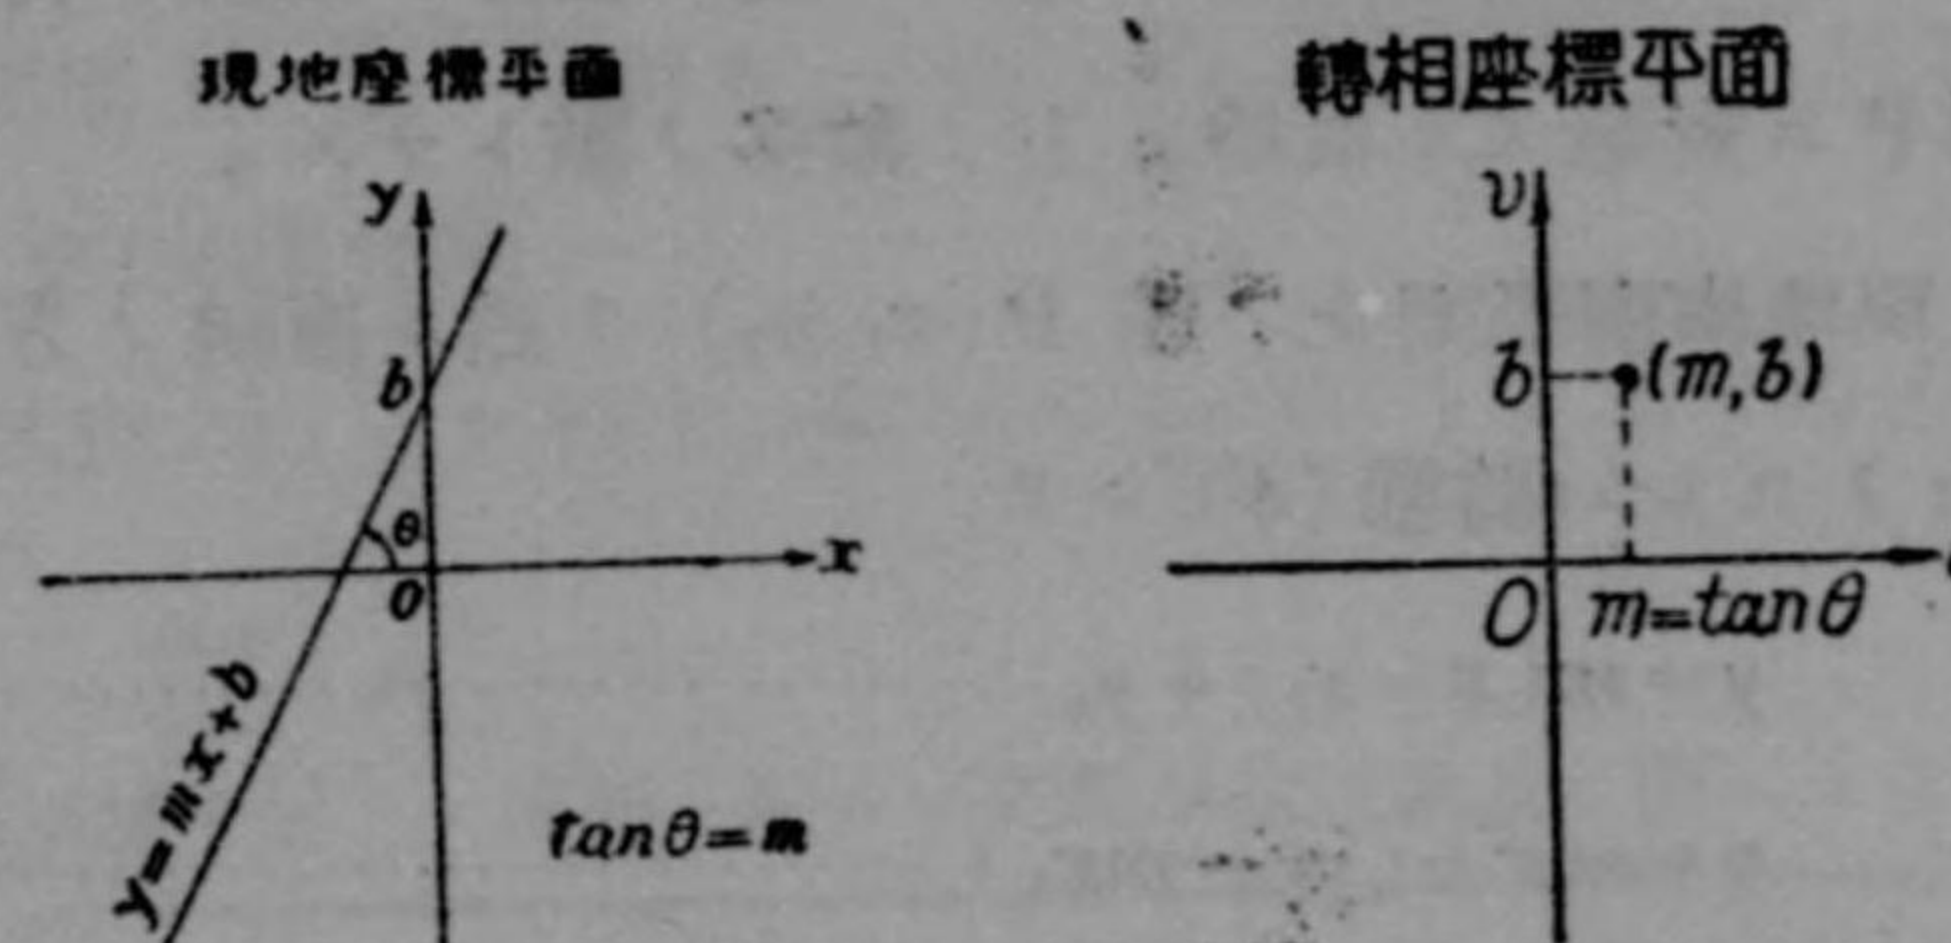 現地座標平面
y
b
θ
x
O
y=mx+b
tanθ=m
轉相座標平面
v
b
(m,b)
O
m=tanθ